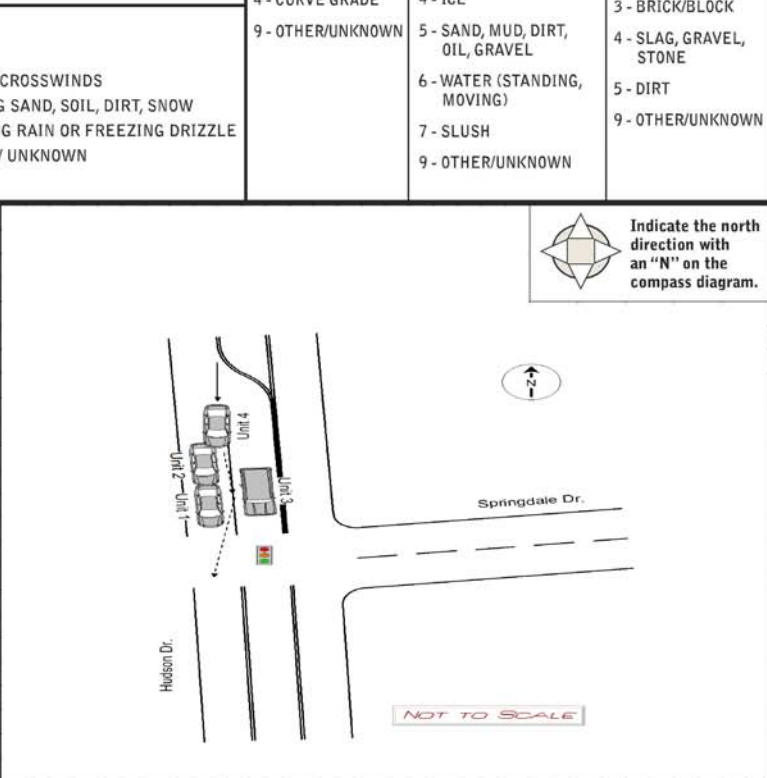 4 - CURVE GRADE
9 - OTHER/UNKNOWN
4 - ICE
5 - SAND, MUD, DIRT,
OIL, GRAVEL
6 - WATER (STANDING,
MOVING)
7 - SLUSH
9 - OTHER/UNKNOWN
3 - BRICK/BLOCK
4 - SLAG, GRAVEL,
STONE
5 - DIRT
9 - OTHER/UNKNOWN
CROSSWINDS
SAND, SOIL, DIRT, SNOW
RAIN OR FREEZING DRIZZLE
/ UNKNOWN
Indicate the north
direction with
an “N” on the
compass diagram.
N
Unit 4
Unit 2
Unit 1
Unit 3
Springdale Dr.
Hudson Dr.
NOT TO SCALE